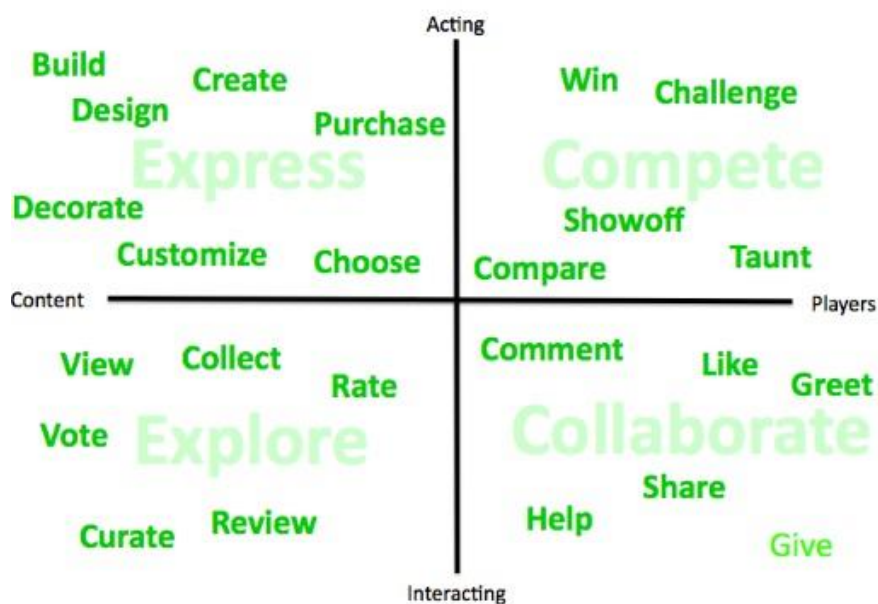 Acting
Build
Create
Win
Challenge
Design
Purchase
Express
Compete
Decorate
Showoff
Customize
Choose
Compare
Taunt
Content
Players
View
Collect
Rate
Comment
Like
Greet
Vote
Explore
Collaborate
Share
Curate
Review
Help
Give
Interacting